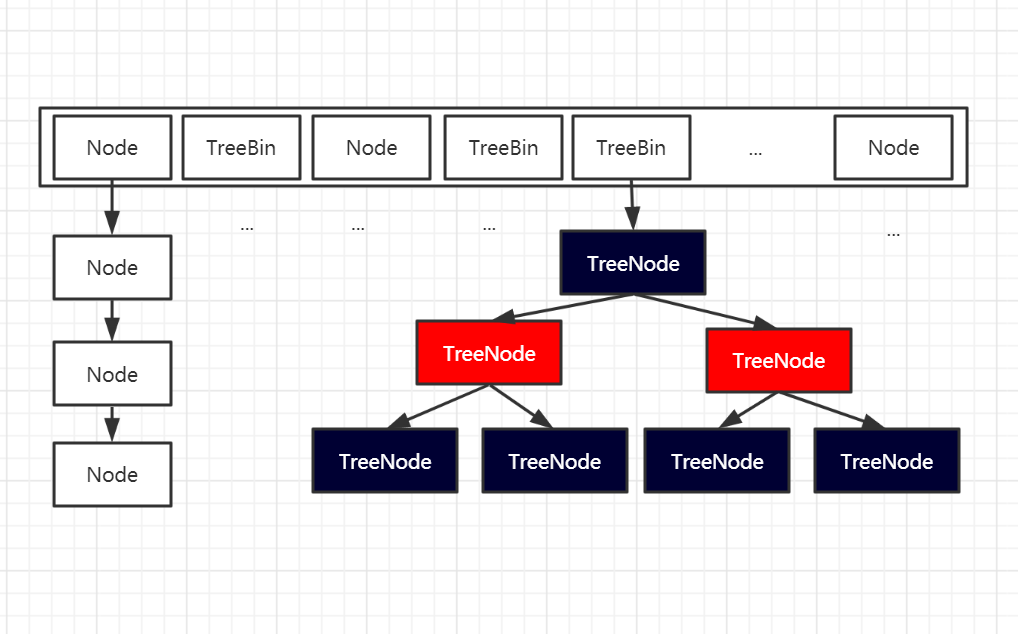 Node TreeBin Node TreeBin TreeBin ... Node
... ... ... ...
Node TreeNode
TreeNode TreeNode
Node
TreeNode TreeNode TreeNode TreeNode
Node